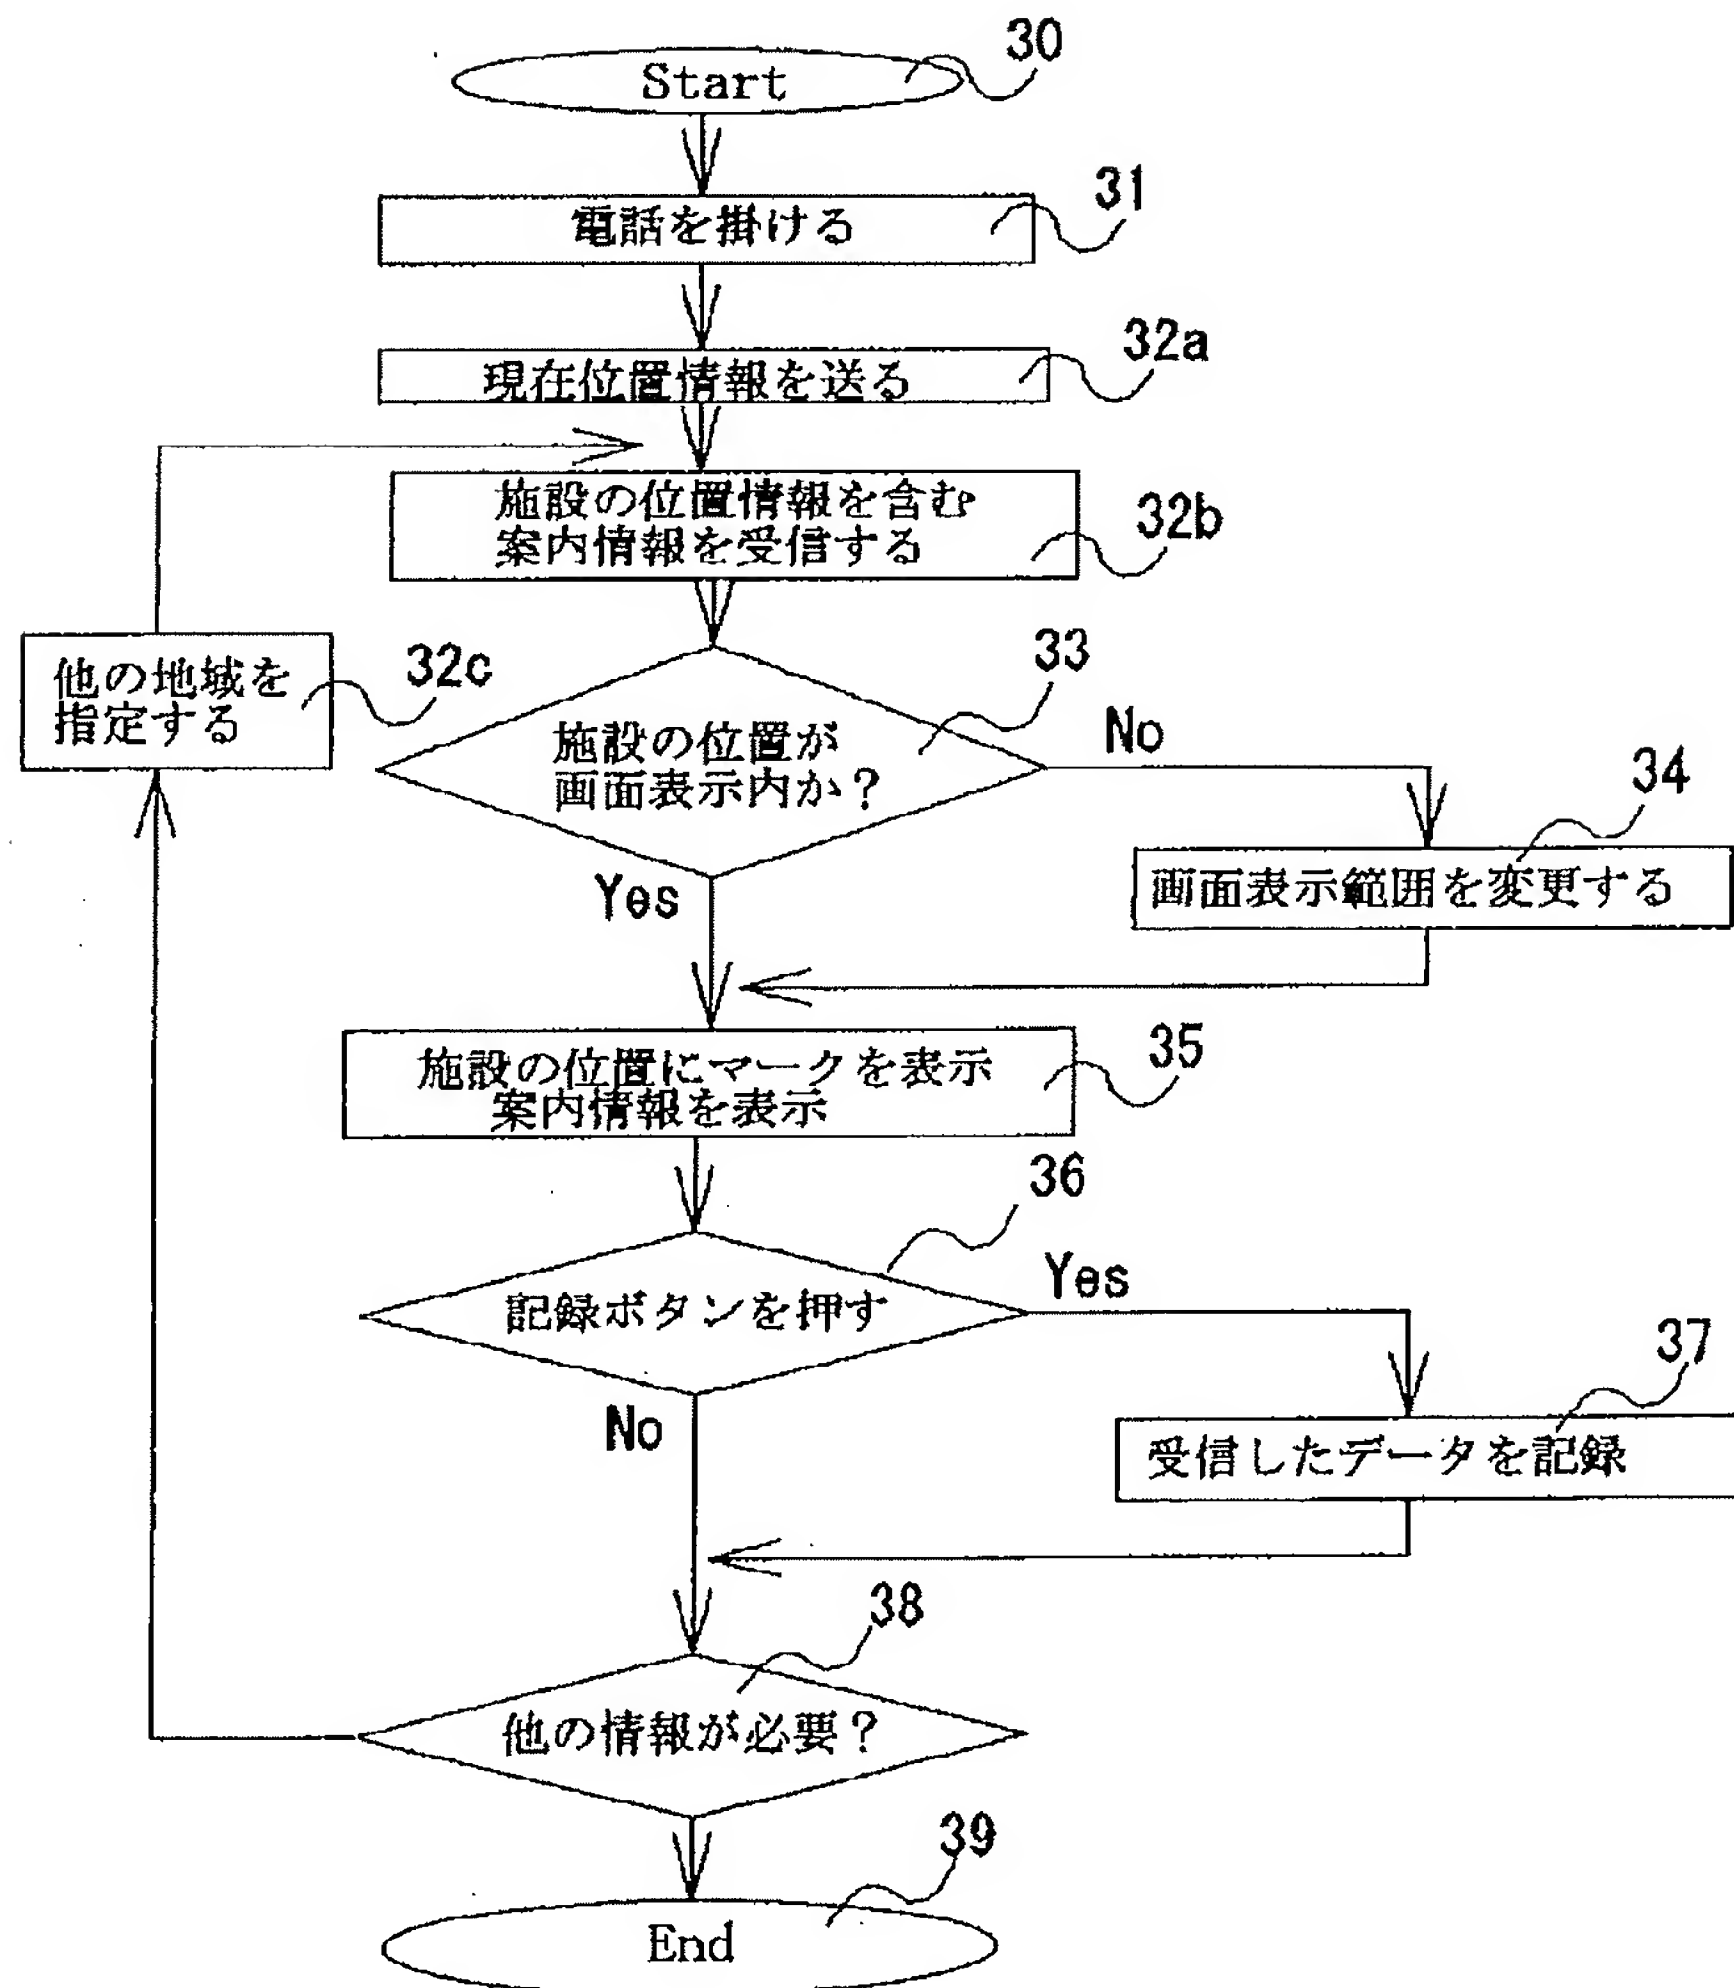 30
Start
31
電話を掛ける
32a
現在位置情報を送る
施設の位置情報を含む
案内情報を受信する
32b
他の地域を
指定する
32c
33
施設の位置が
画面表示内か?
No
Yes
34
画面表示範囲を変更する
施設の位置にマークを表示
案内情報を表示
35
36
記録ボタンを押す
Yes
No
37
受信したデータを記録
38
他の情報が必要?
39
End